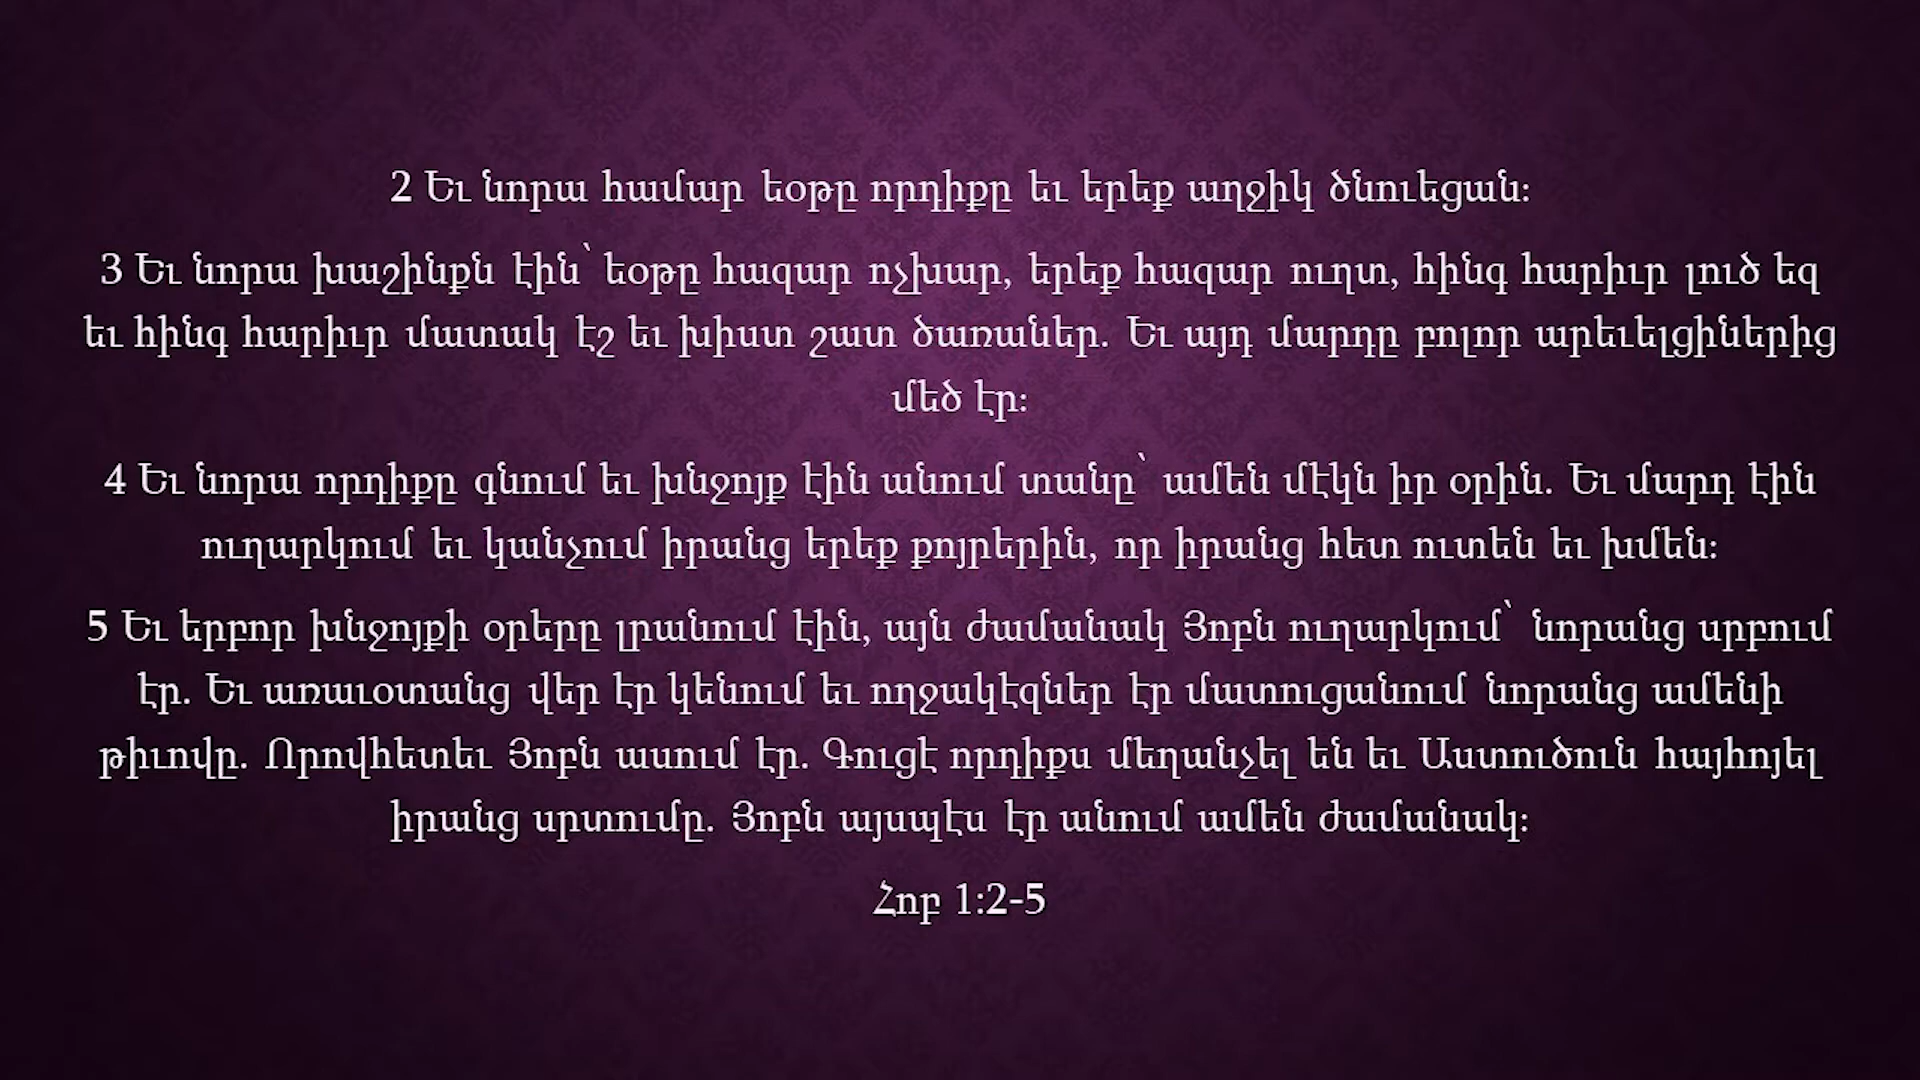 2 Եւ նորա համար եօթը որդիքը եւ երեք աղջիկ ծնուեցան։
3 Եւ նորա խաշինքն էին՝ եօթը հազար ոչխար, երեք հազար ուղտ, հինգ հարիւր լուծ եզ
եւ հինգ հարիւր մատակ էշ եւ խիստ շատ ծառաներ. Եւ այդ մարդը բոլոր արեւելցիներից
մեծ էր։
4 Եւ նորա որդիքը գնում եւ խնջոյք էին անում տանը՝ ամեն մէկն իր օրին. Եւ մարդ էին
ուղարկում եւ կանչում իրանց երեք քոյրերին, որ իրանց հետ ուտեն եւ խմեն։
5 Եւ երբոր խնջոյքի օրերը լրանում էին, այն ժամանակ Յոբն ուղարկում՝ նորանց սրբում
էր. Եւ առաւօտանց վեր էր կենում եւ ողջակէզներ էր մատուցանում նորանց ամենի
թիւովը. Որովհետեւ Յոբն ասում էր. Գուցէ որդիքս մեղանչել են եւ Աստուծուն հայհոյել
իրանց սրտումը. Յոբն այսպէս էր անում ամեն ժամանակ։
Հոբ 1:2-5